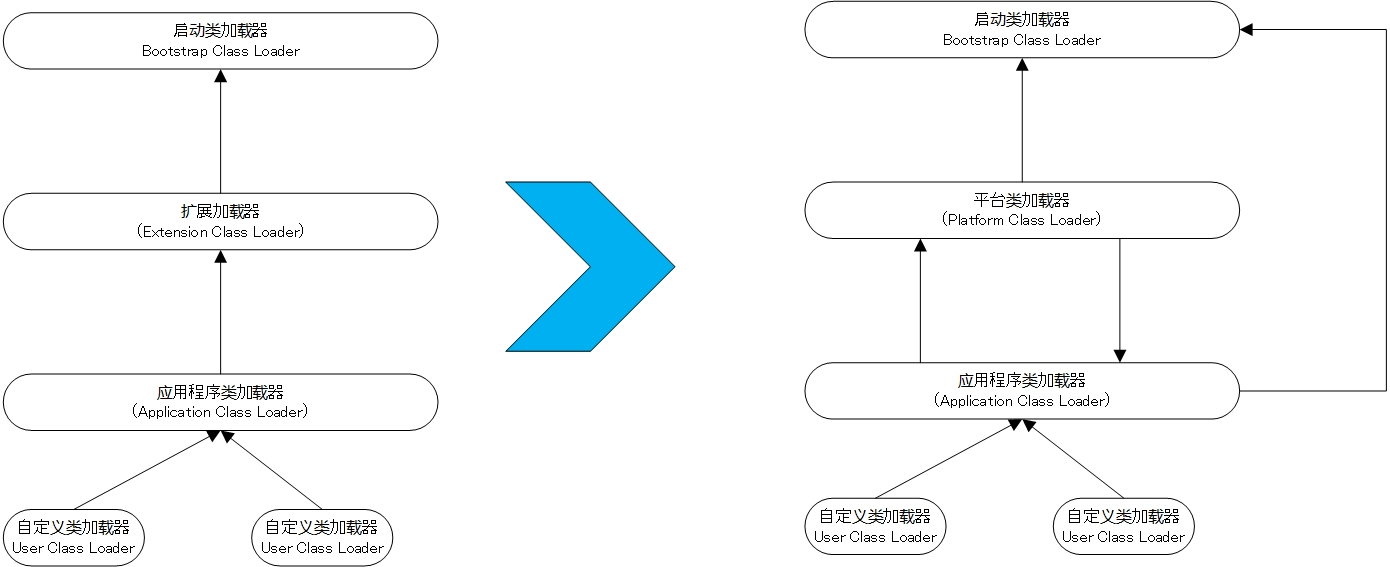 启动类加载器
Bootstrap Class Loader
扩展加载器
(Extension Class Loader)
应用程序类加载器
(Application Class Loader)
自定义类加载器
User Class Loader
自定义类加载器
User Class Loader
启动类加载器
Bootstrap Class Loader
平台类加载器
(Platform Class Loader)
应用程序类加载器
(Application Class Loader)
自定义类加载器
User Class Loader
自定义类加载器
User Class Loader